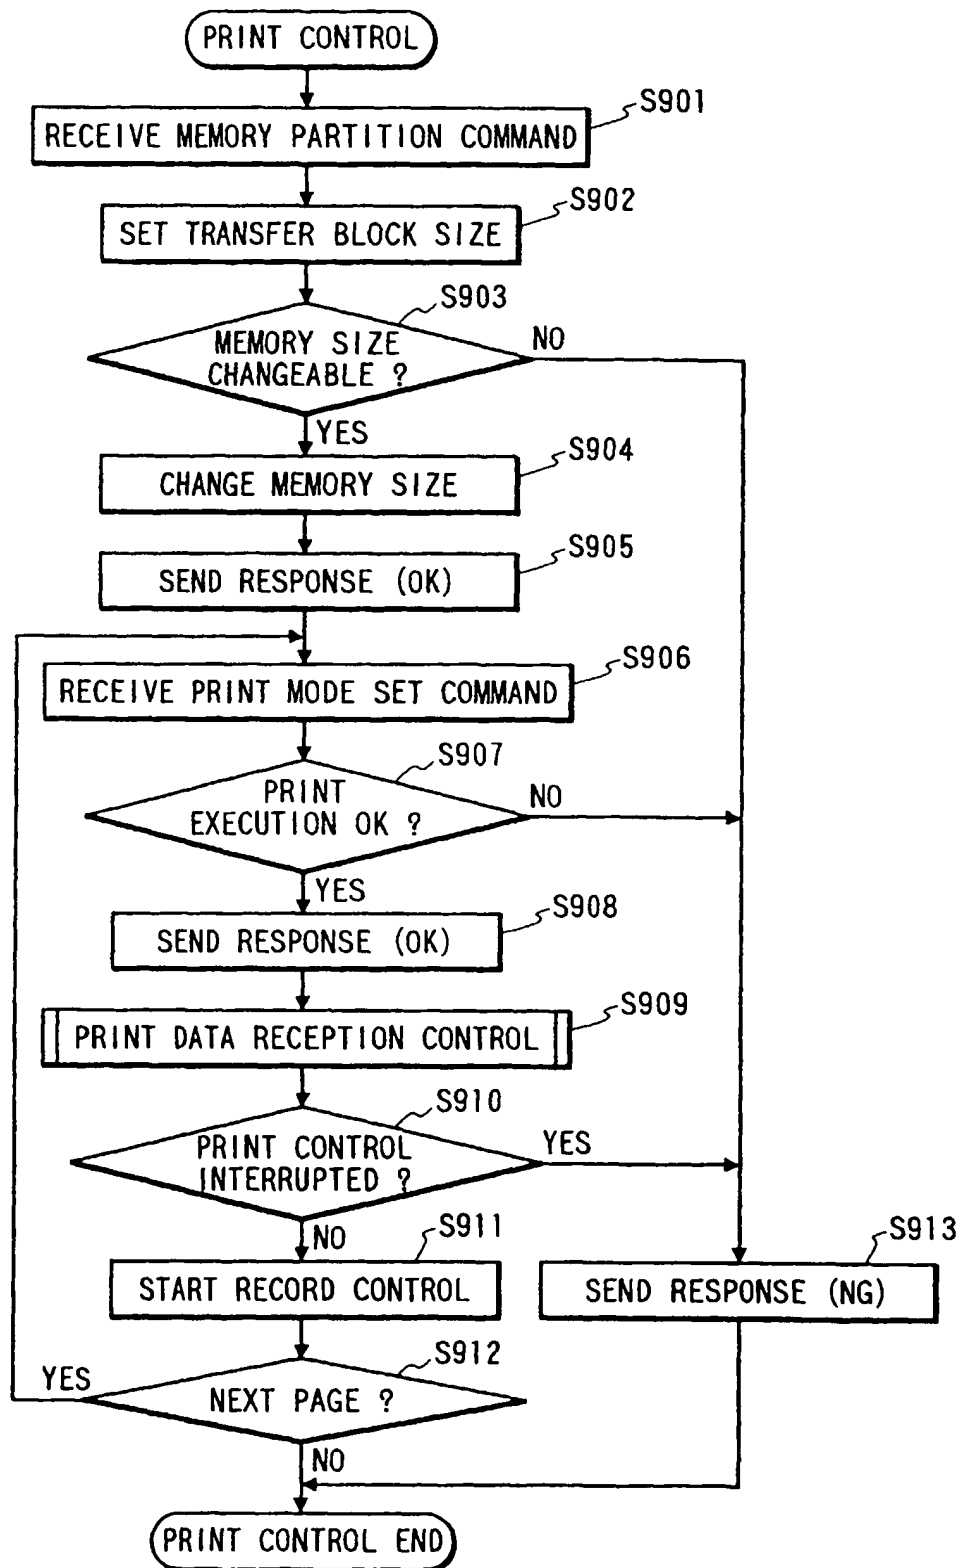 PRINT CONTROL
S901
RECEIVE MEMORY PARTITION COMMAND
S902
SET TRANSFER BLOCK SIZE
S903
MEMORY SIZE
CHANGEABLE ?
NO
YES
S904
CHANGE MEMORY SIZE
S905
SEND RESPONSE (OK)
S906
RECEIVE PRINT MODE SET COMMAND
S907
PRINT
EXECUTION OK ?
NO
YES
S908
SEND RESPONSE (OK)
S909
PRINT DATA RECEPTION CONTROL
S910
PRINT CONTROL
INTERRUPTED ?
YES
NO
S911
START RECORD CONTROL
S913
SEND RESPONSE (NG)
S912
YES
NEXT PAGE ?
NO
PRINT CONTROL END